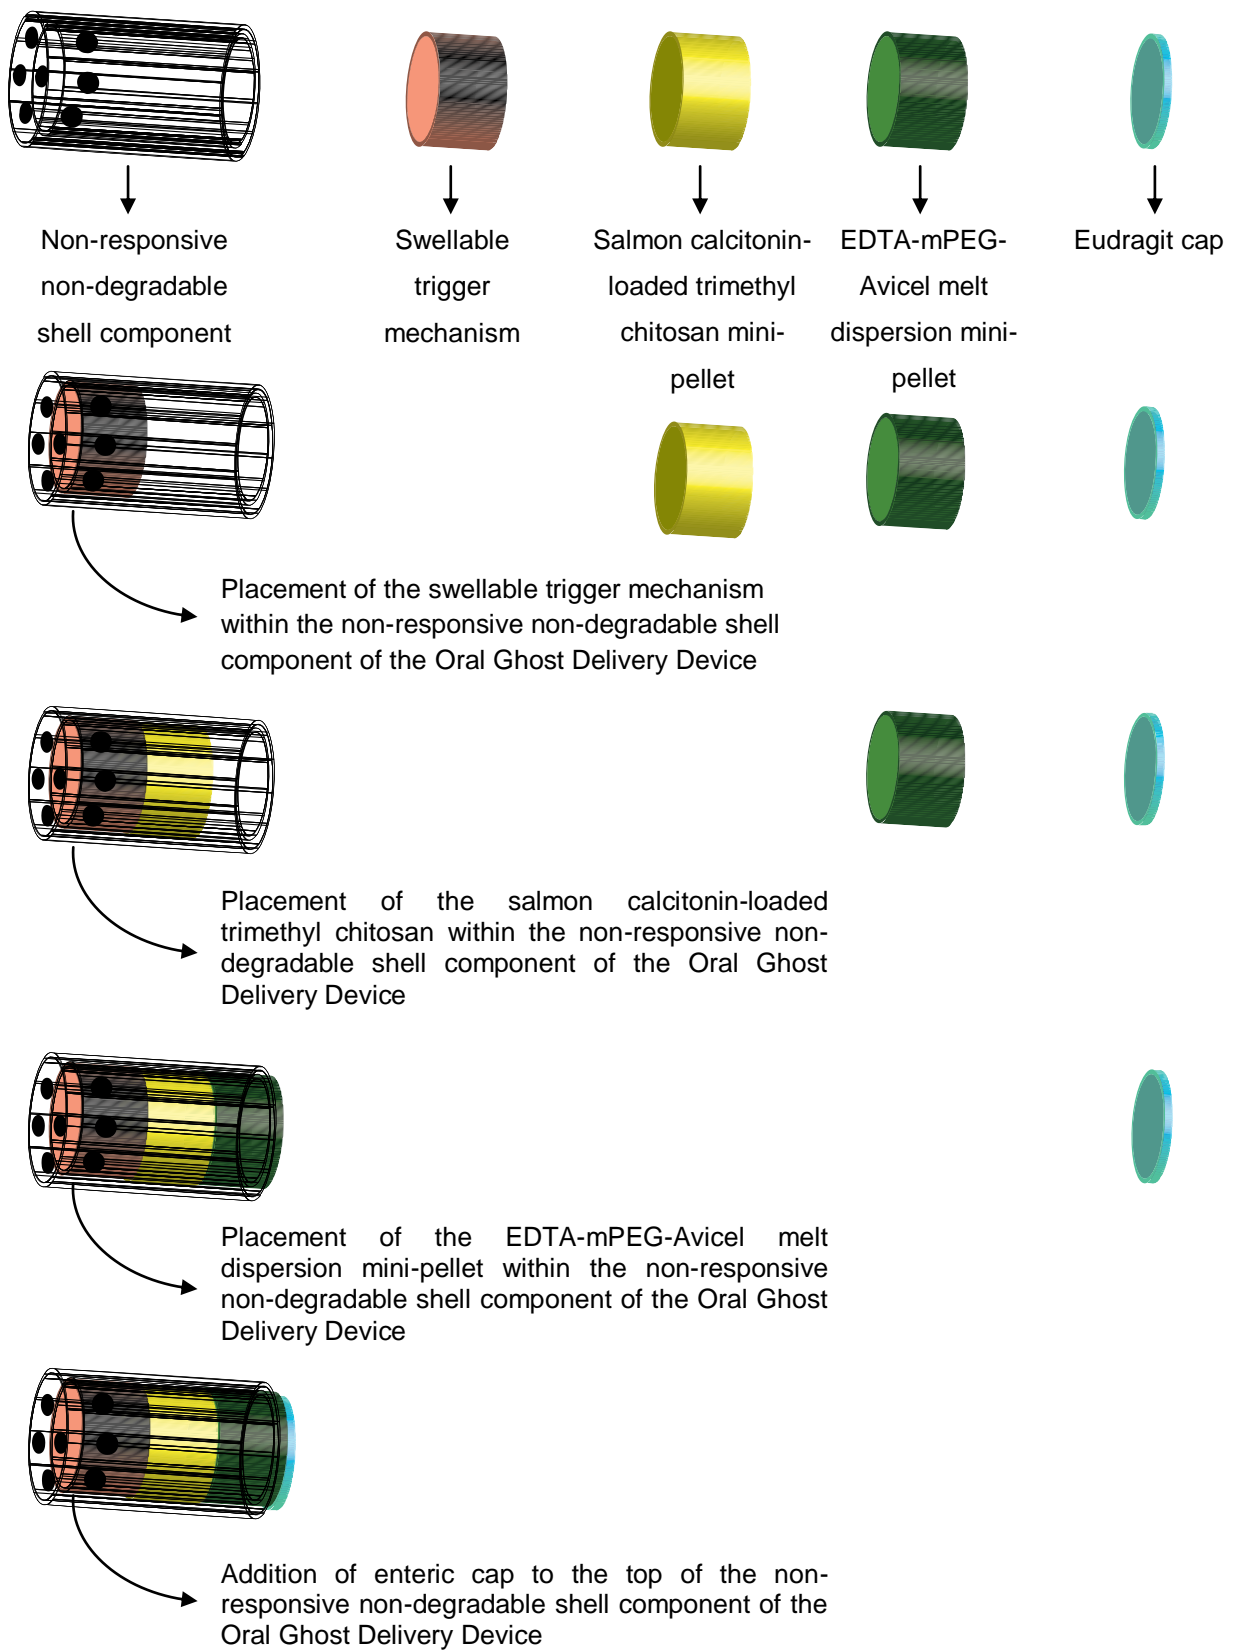 Non-responsive
non-degradable
shell component
Swellable
trigger
mechanism
Salmon calcitonin-
loaded trimethyl
chitosan mini-
pellet
EDTA-mPEG-
Avicel melt
dispersion mini-
pellet
Eudragit cap
Placement of the swellable trigger mechanism
within the non-responsive non-degradable shell
component of the Oral Ghost Delivery Device
Placement of the salmon calcitonin-loaded
trimethyl chitosan within the non-responsive non-
degradable shell component of the Oral Ghost
Delivery Device
Placement of the EDTA-mPEG-Avicel melt
dispersion mini-pellet within the non-responsive
non-degradable shell component of the Oral Ghost
Delivery Device
Addition of enteric cap to the top of the non-
responsive non-degradable shell component of the
Oral Ghost Delivery Device